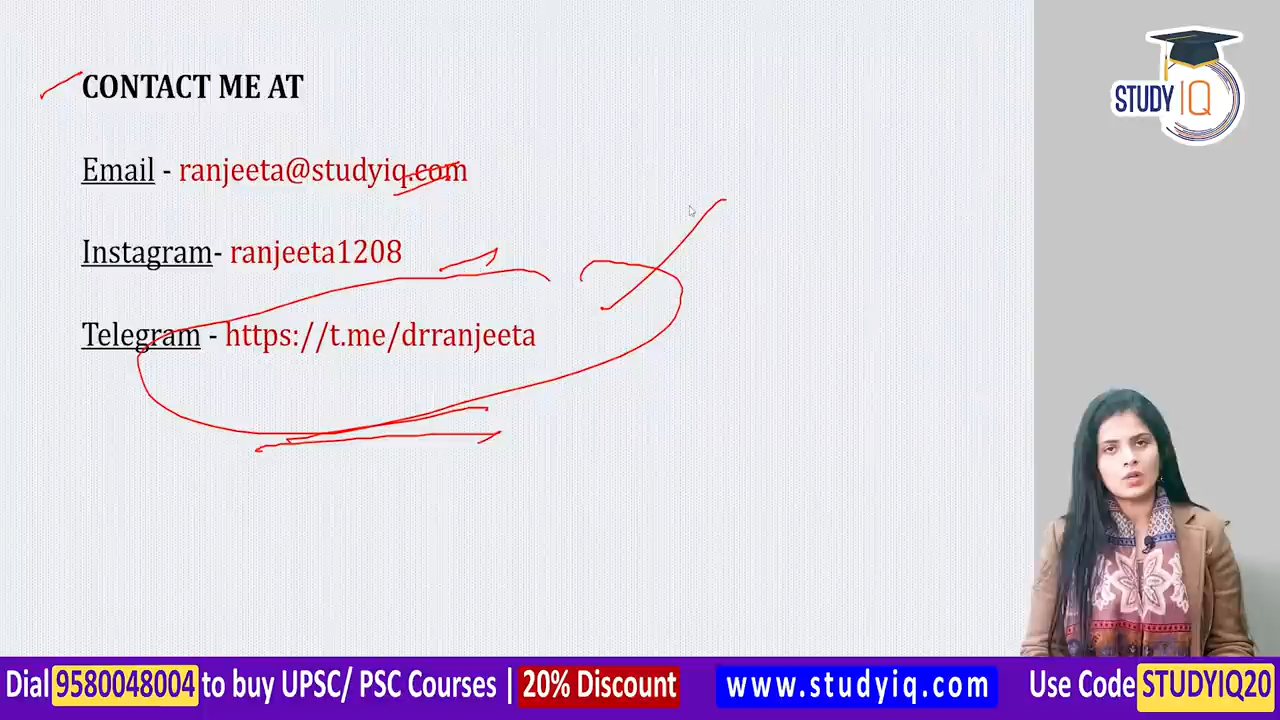 CONTACT ME AT
STUDY IQ
Email - ranjeeta@studyiq.com
Instagram- ranjeeta1208
Telegram - https://t.me/drranjeeta
Dial 9580048004 to buy UPSC/ PSC Courses | 20% Discount www.studyiq.com Use Code STUDYIQ20